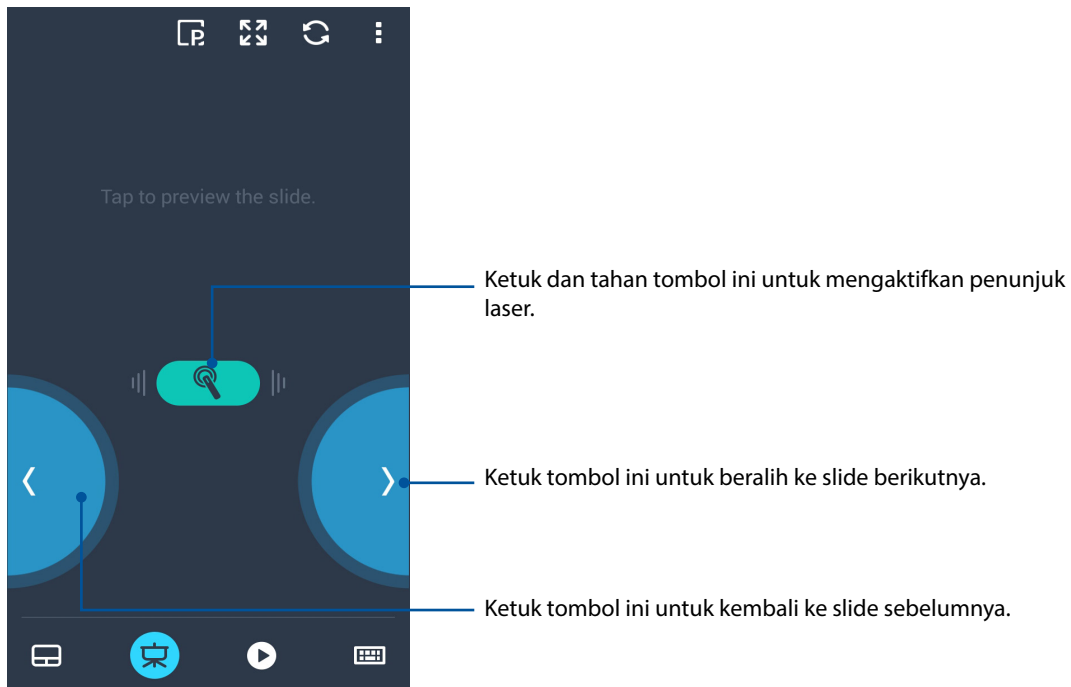 Tap to preview the slide.
Ketuk dan tahan tombol ini untuk mengaktifkan penunjuk
laser.
Ketuk tombol ini untuk beralih ke slide berikutnya.
Ketuk tombol ini untuk kembali ke slide sebelumnya.